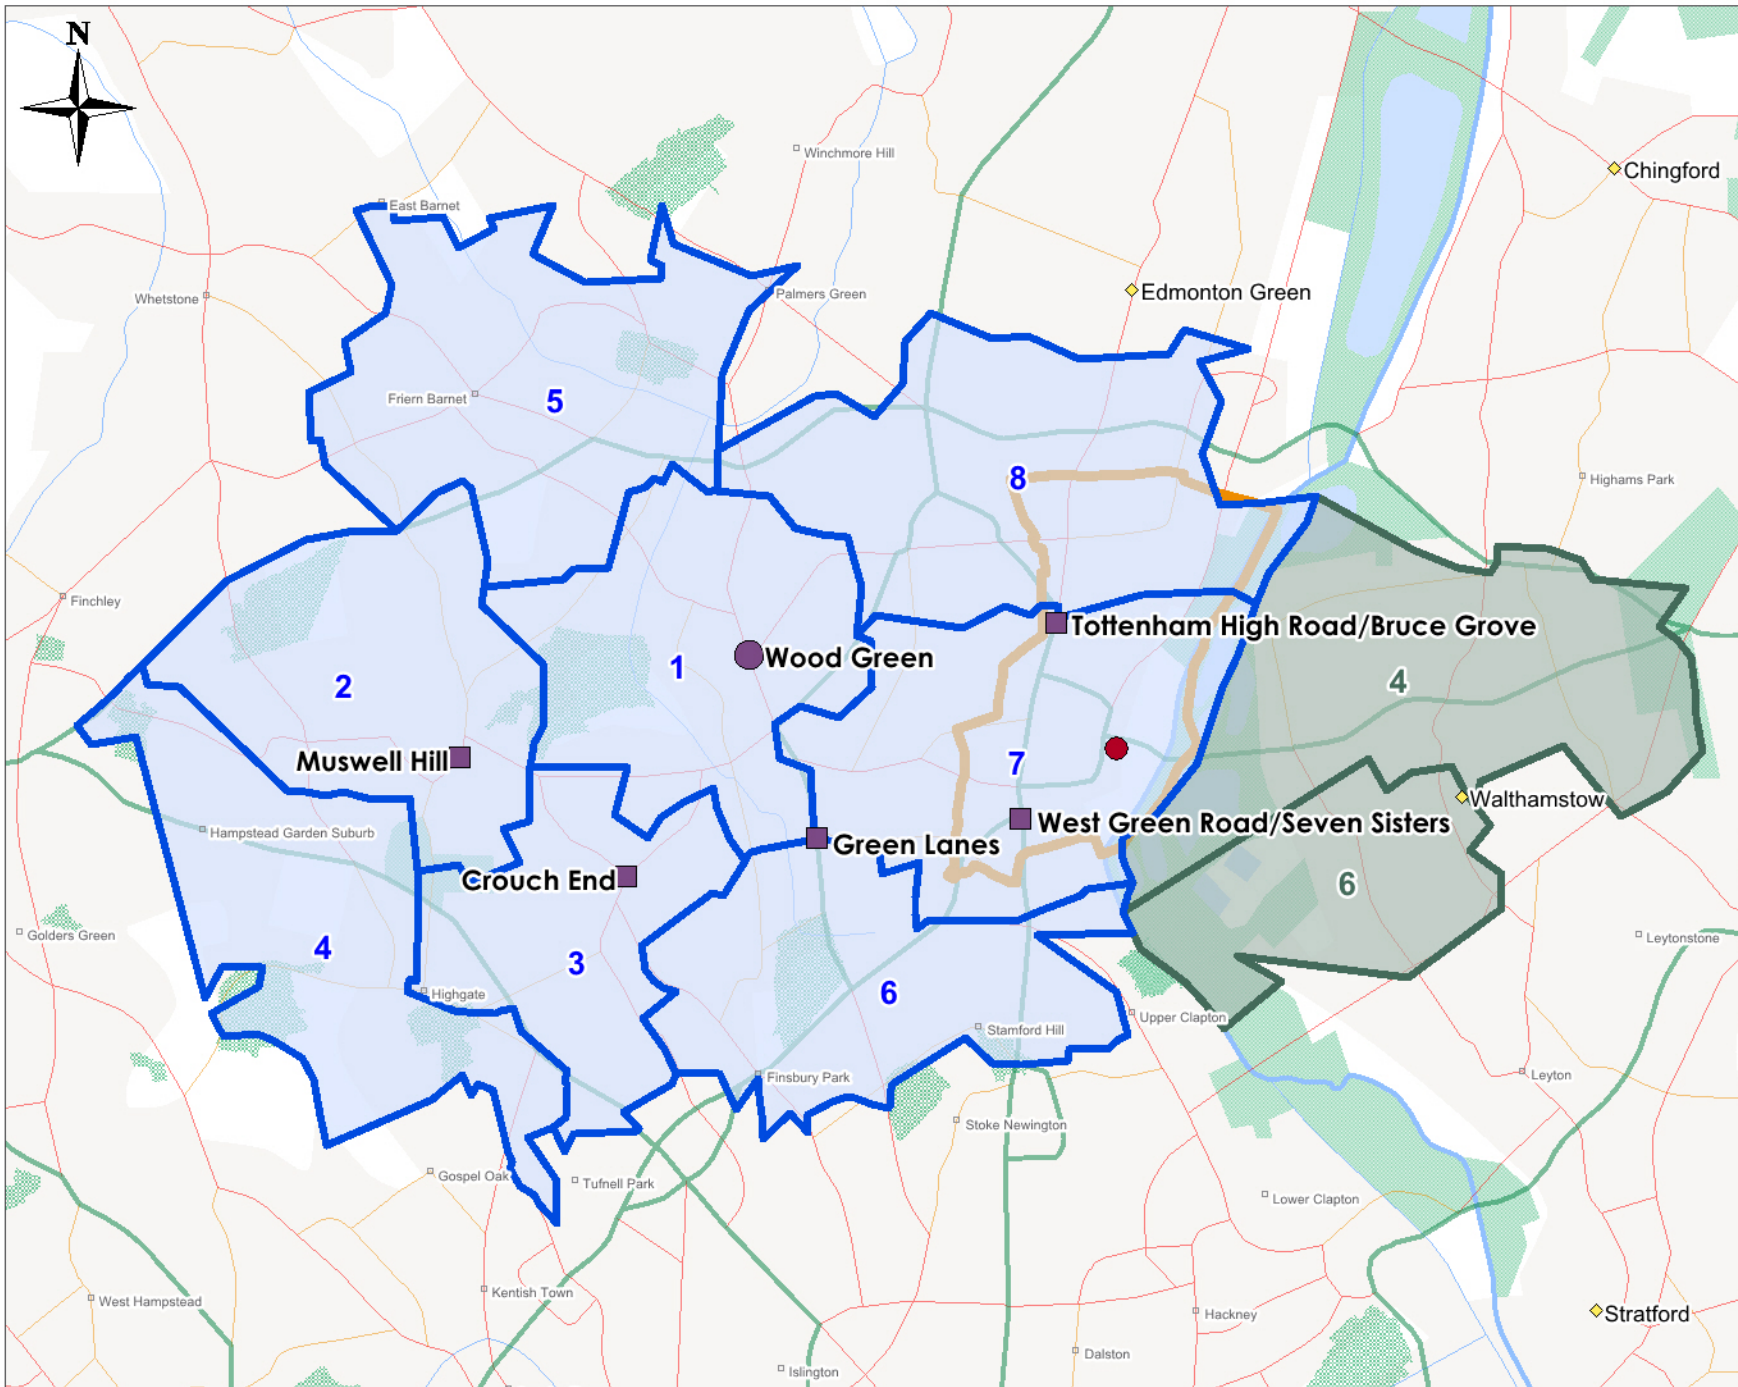 N
Winchmore Hill
Chingford
East Barnet
Edmonton Green
Palmers Green
Whetstone
Friern Barnet
5
8
Highams Park
Finchley
Tottenham High Road/Bruce Grove
Wood Green
1
2
4
Muswell Hill
7
Walthamstow
West Green Road/Seven Sisters
Hampstead Garden Suburb
Green Lanes
Crouch End
6
Golders Green
4
Leytonstone
3
Highgate
6
Upper Clapton
Stamford Hill
Leyton
Finsbury Park
Stoke Newington
Gospel Oak
Tufnell Park
Lower Clapton
Kentish Town
West Hampstead
Hackney
Stratford
Dalston
Islington